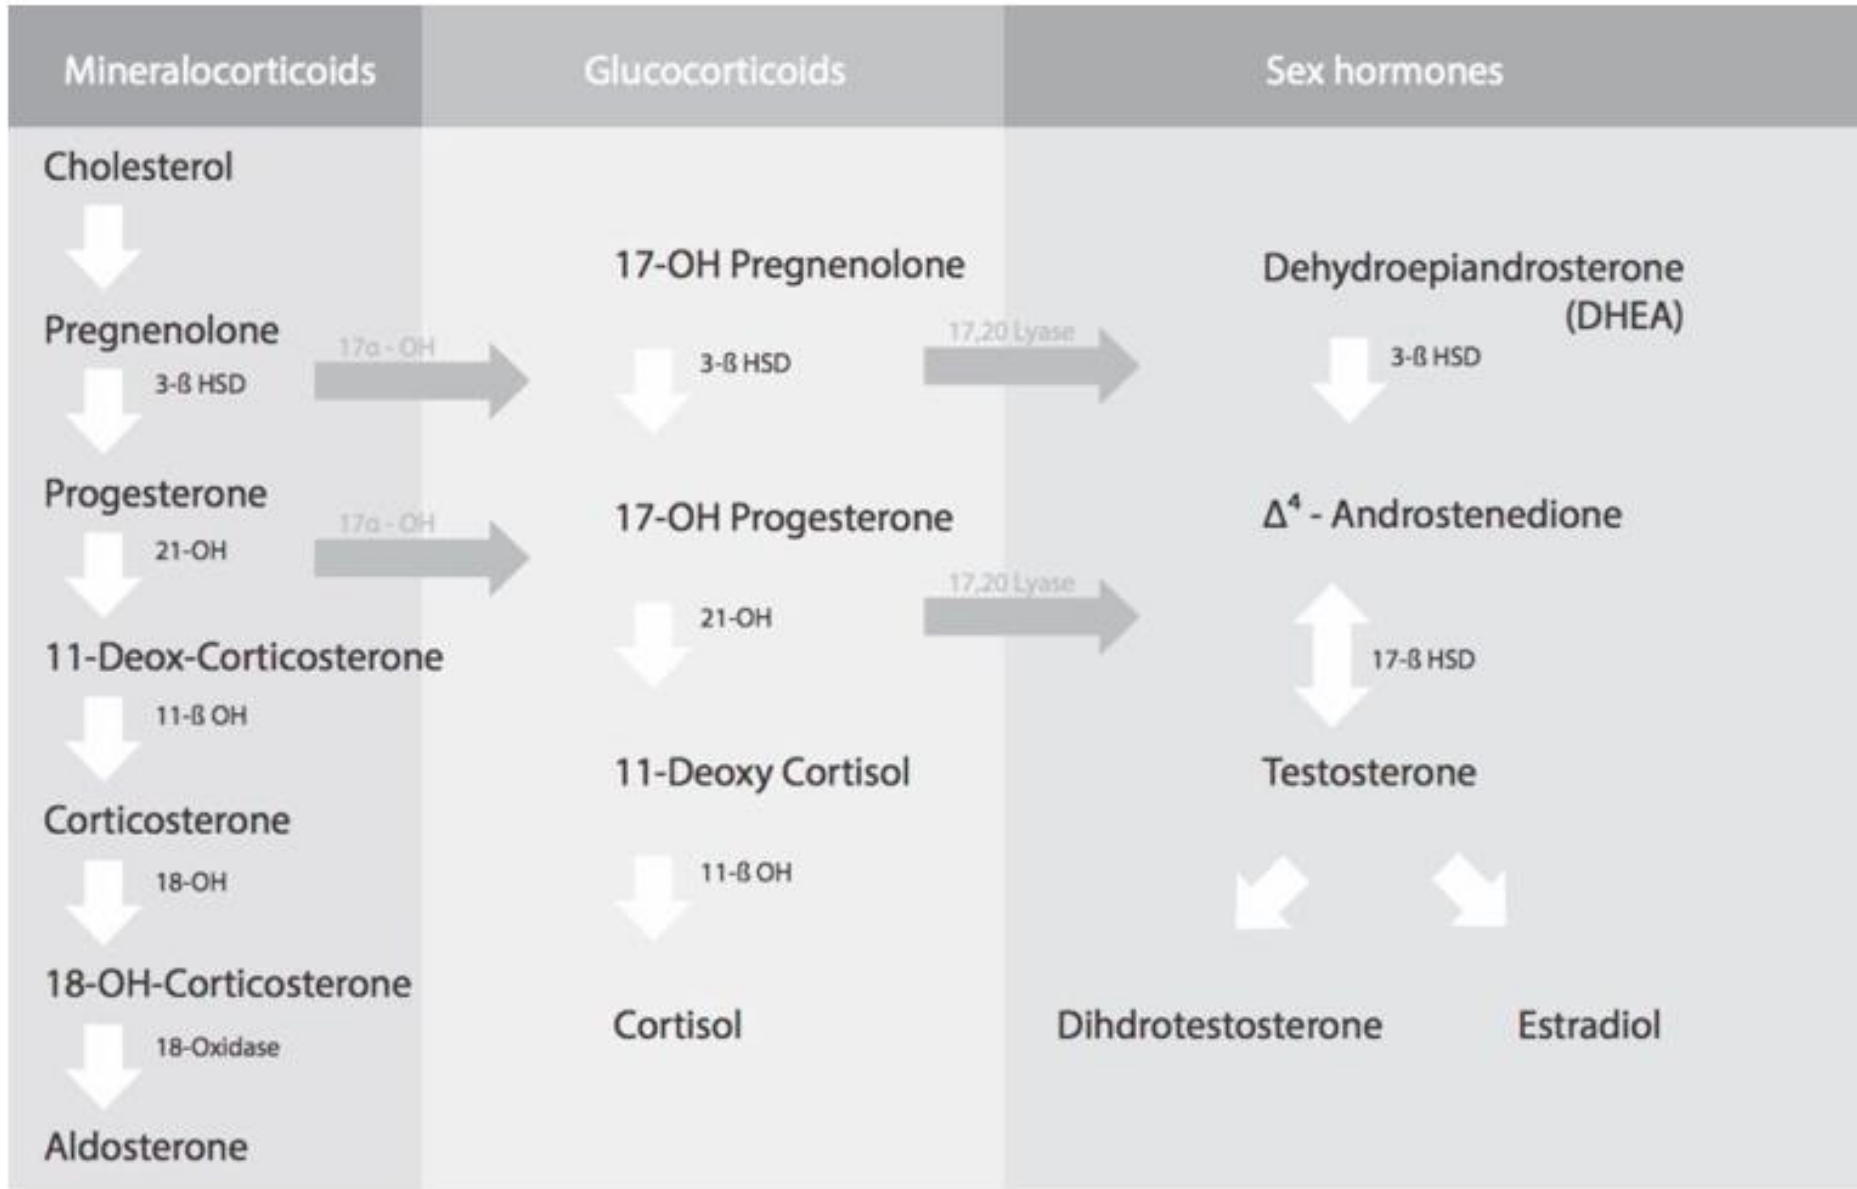 Mineralocorticoids
Glucocorticoids
Sex hormones
Cholesterol
Pregnenolone
3-ß HSD
17α - OH
Progesterone
21-OH
17α - OH
11-Deox-Corticosterone
11-ß OH
Corticosterone
18-OH
18-OH-Corticosterone
18-Oxidase
Aldosterone
17-OH Pregnenolone
3-ß HSD
17,20 Lyase
17-OH Progesterone
21-OH
17,20 Lyase
11-Deoxy Cortisol
11-ß OH
Cortisol
Dehydroepiandrosterone
(DHEA)
3-ß HSD
Δ⁴ - Androstenedione
17-ß HSD
Testosterone
Dihdrotestosterone
Estradiol